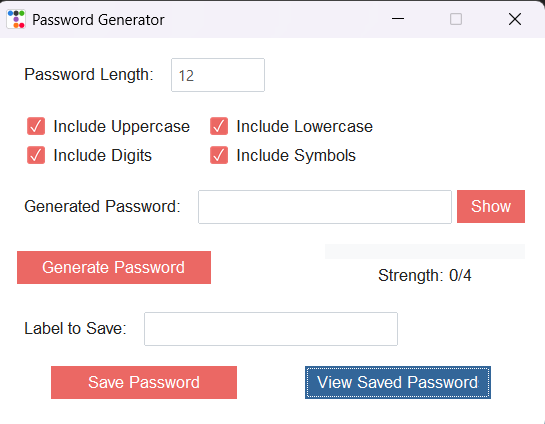 Password Generator
Password Length: 12
Include Uppercase Include Lowercase
Include Digits Include Symbols
Generated Password: Show
Generate Password
Strength: 0/4
Label to Save:
Save Password View Saved Password